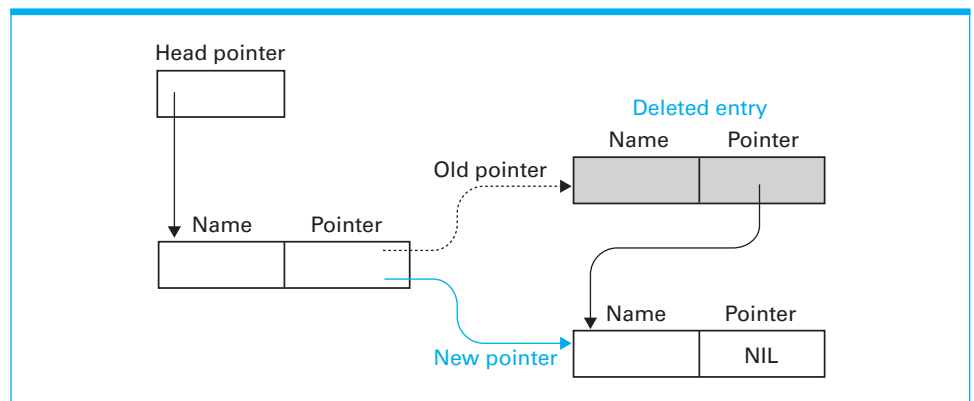 Head pointer
Deleted entry
Name Pointer
Old pointer
Name Pointer
Name Pointer
New pointer
NIL